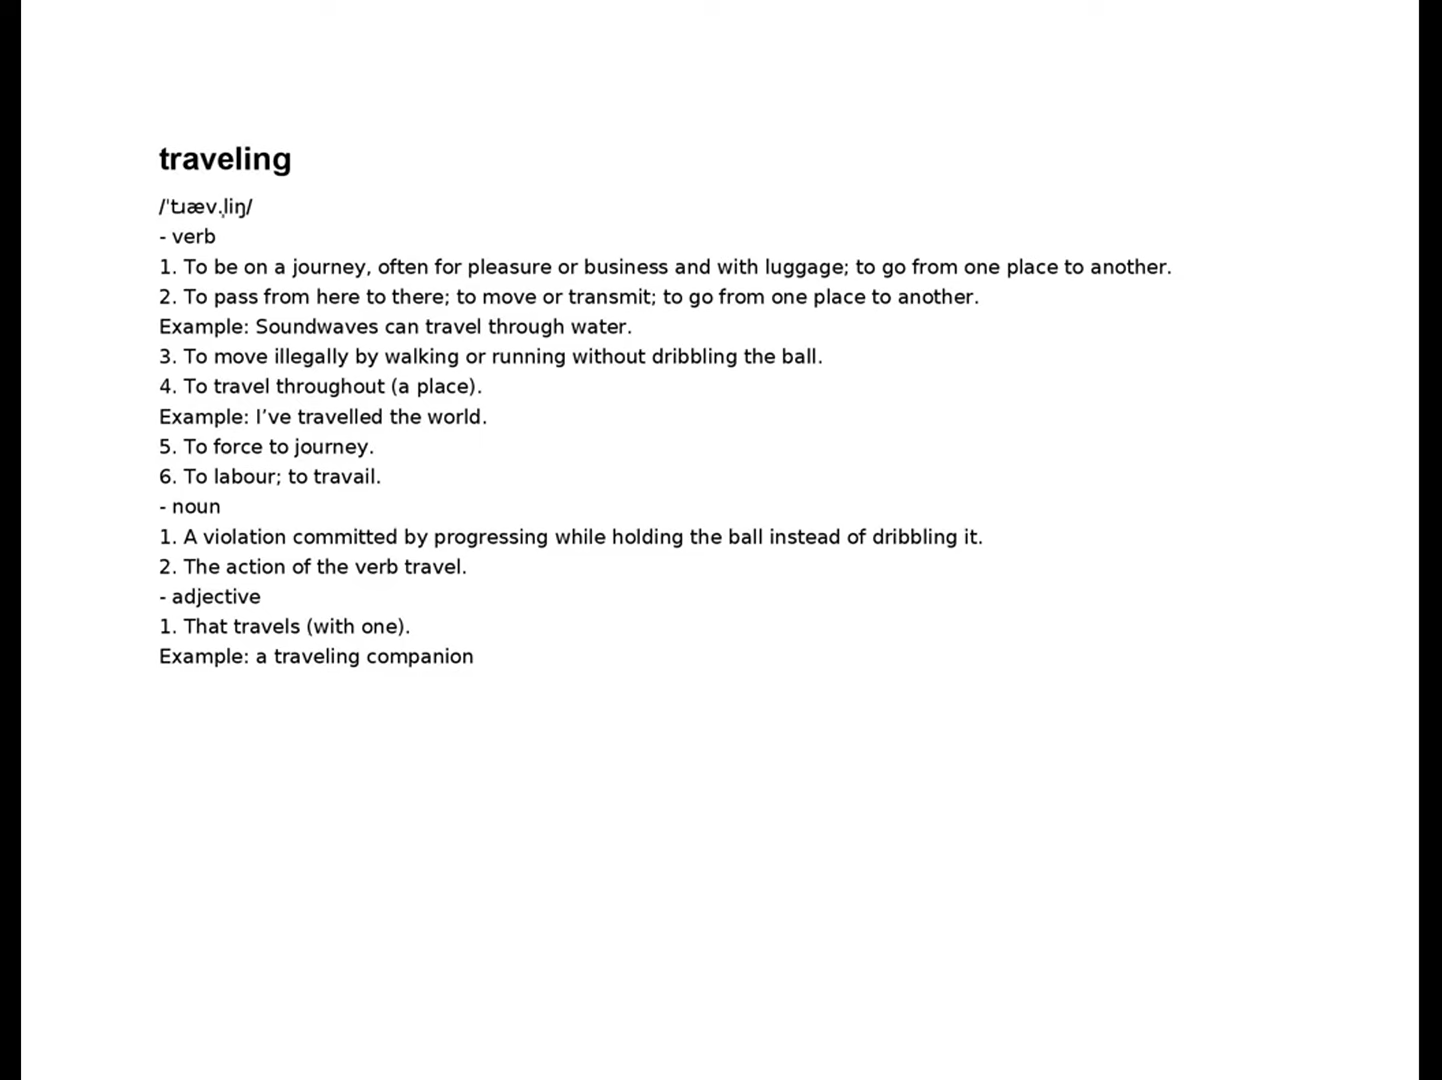 traveling
/ˈtɹæv.ˌliŋ/
- verb
1. To be on a journey, often for pleasure or business and with luggage; to go from one place to another.
2. To pass from here to there; to move or transmit; to go from one place to another.
Example: Soundwaves can travel through water.
3. To move illegally by walking or running without dribbling the ball.
4. To travel throughout (a place).
Example: I’ve travelled the world.
5. To force to journey.
6. To labour; to travail.
- noun
1. A violation committed by progressing while holding the ball instead of dribbling it.
2. The action of the verb travel.
- adjective
1. That travels (with one).
Example: a traveling companion